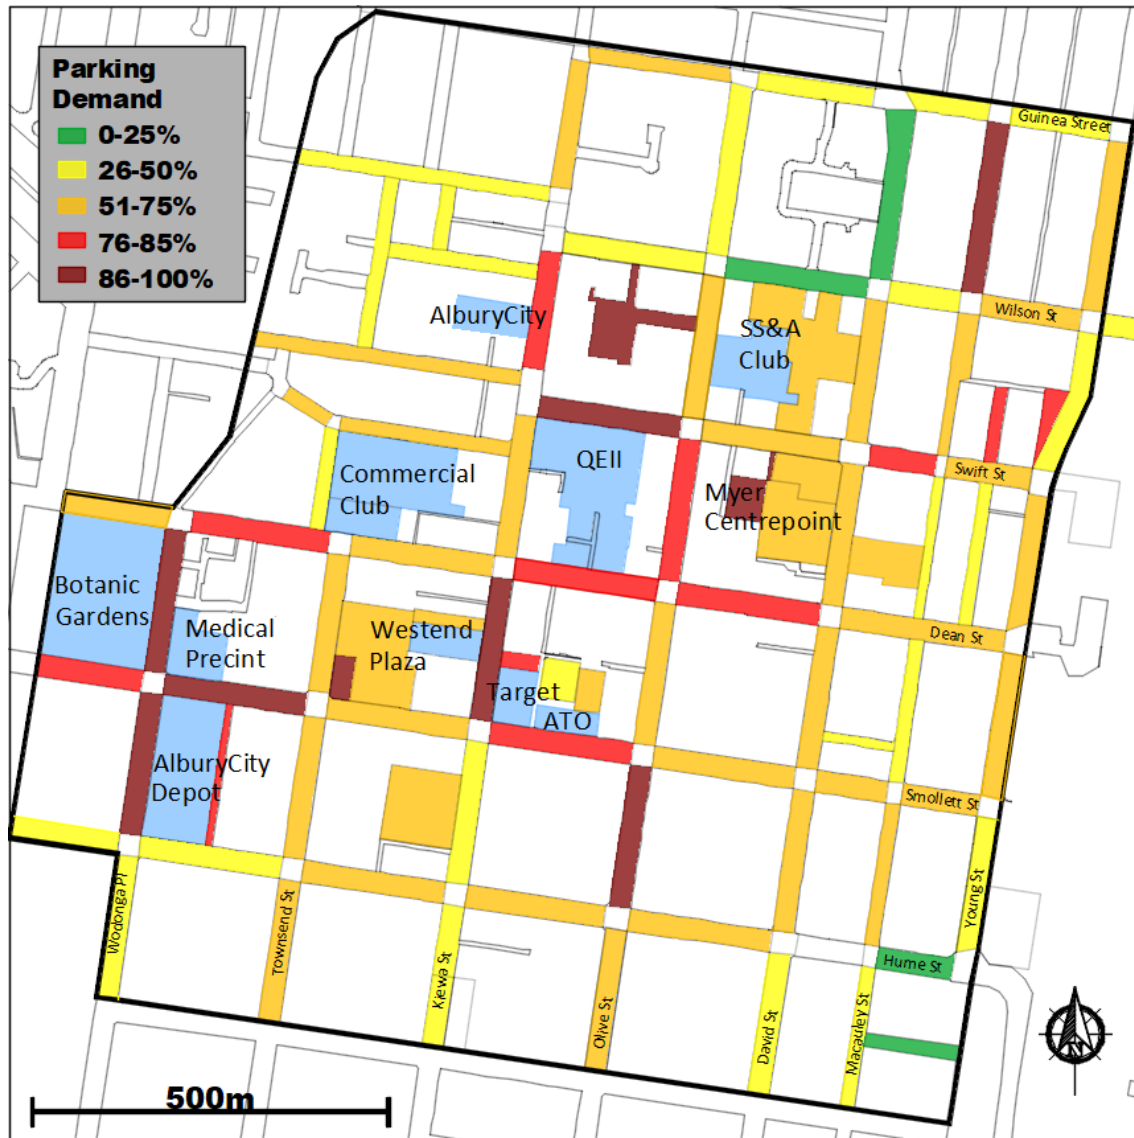 Parking
Demand
0-25%
26-50%
51-75%
76-85%
86-100%
Guinea Street
Wilson St
AlburyCity
SS&A
Club
Swift St
QEII
Commercial
Club
Myer
Centrepoint
Botanic
Gardens
Medical
Precint
Westend
Plaza
Dean St
Target
ATO
AlburyCity
Depot
Smollett St
Wodonga Pl
Townsend St
Kiewa St
Olive St
David St
Macauley St
Young St
Hume St
N
500m